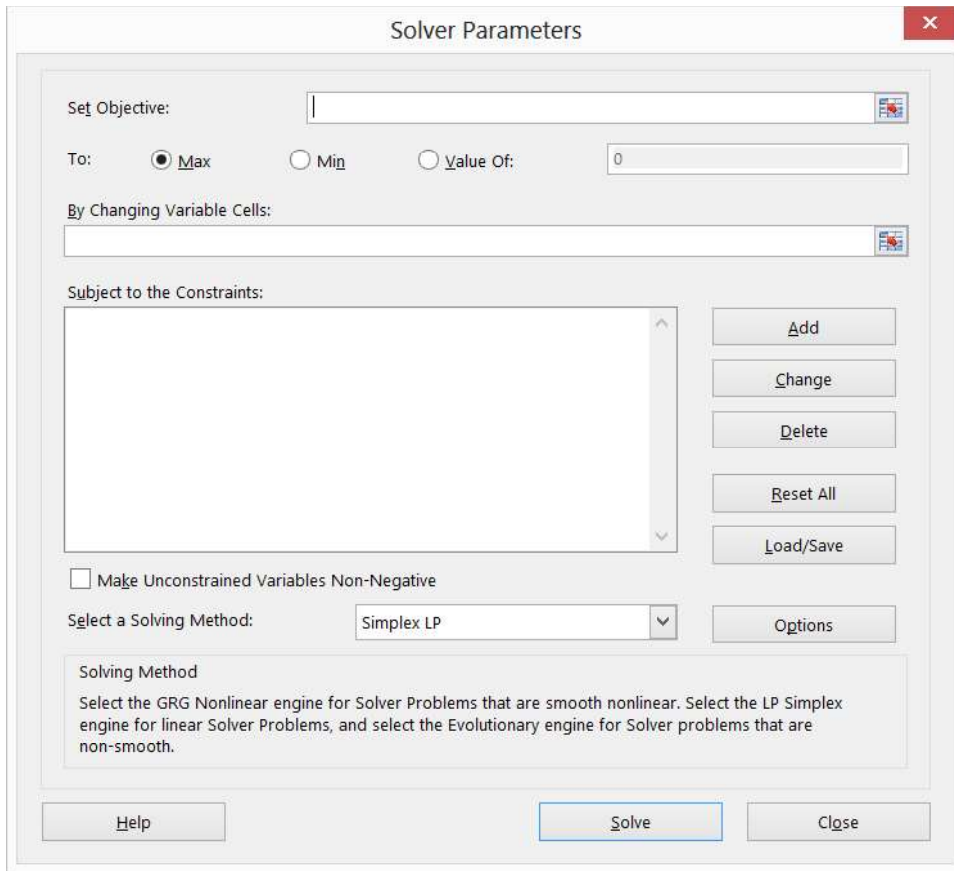 Solver Parameters
Set Objective:
To: Max Min Value Of: 0
By Changing Variable Cells:
Subject to the Constraints:
Add
Change
Delete
Reset All
Load/Save
Make Unconstrained Variables Non-Negative
Select a Solving Method: Simplex LP Options
Solving Method
Select the GRG Nonlinear engine for Solver Problems that are smooth nonlinear. Select the LP Simplex
engine for linear Solver Problems, and select the Evolutionary engine for Solver problems that are
non-smooth.
Help Solve Close